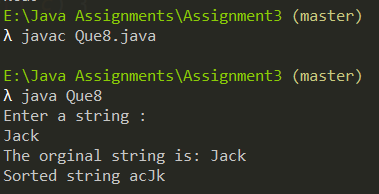 E:\Java Assignments\Assignment3 (master)
λ javac Que8.java
E:\Java Assignments\Assignment3 (master)
λ java Que8
Enter a string :
Jack
The orginal string is: Jack
Sorted string acJk